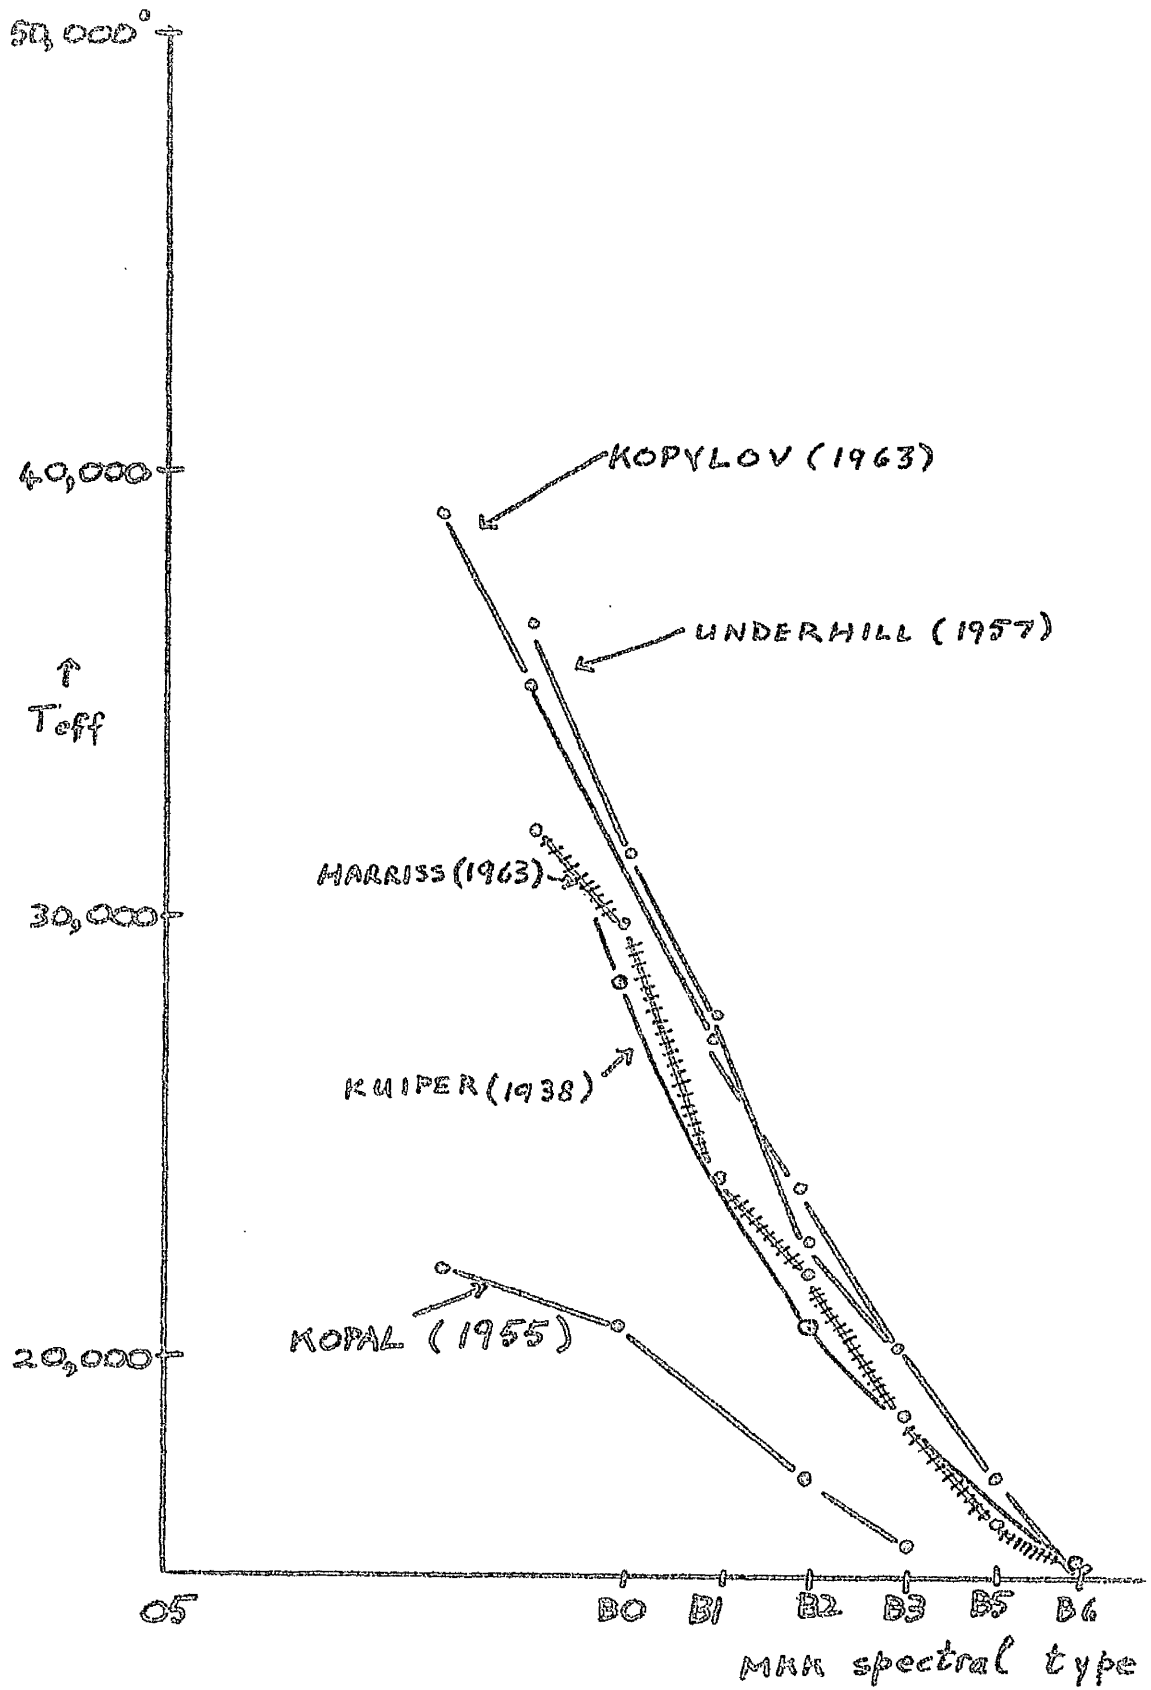 50,000°
40,000
KOPYLOV (1963)
UNDERHILL (1957)
↑
Teff
HARRISS (1963)
30,000
KUIPER (1938)
KOPAL (1955)
20,000
O5 B0 B1 B2 B3 B5 B6
MKK spectral type